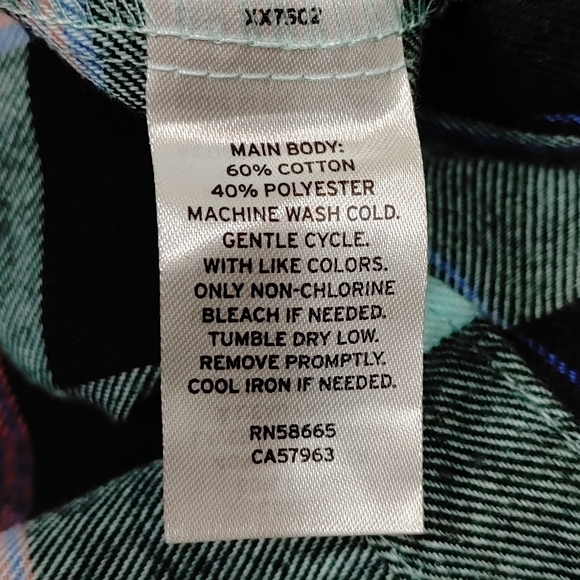 XX7502
MAIN BODY:
60% COTTON
40% POLYESTER
MACHINE WASH COLD.
GENTLE CYCLE.
WITH LIKE COLORS.
ONLY NON-CHLORINE
BLEACH IF NEEDED.
TUMBLE DRY LOW.
REMOVE PROMPTLY.
COOL IRON IF NEEDED.
RN58665
CA57963